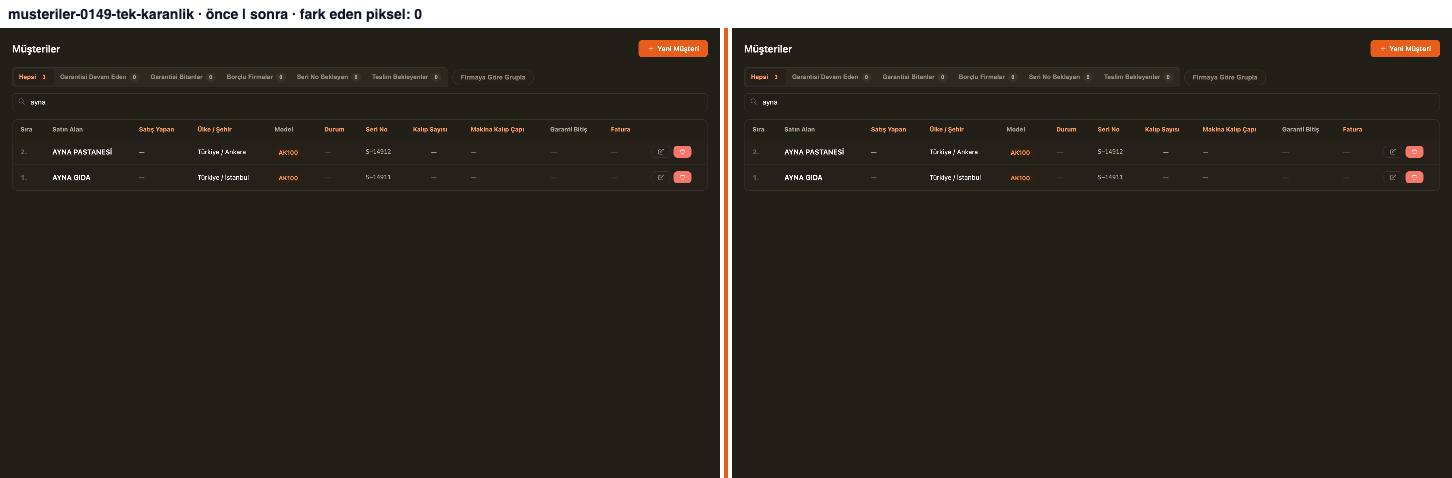 musteriler-0149-tek-karanlik · önce | sonra · fark eden piksel: 0
Müşteriler
+ Yeni Müşteri
Hepsi 3 Garantisi Devam Eden 0 Garantisi Bitenler 0 Borçlu Firmalar 0 Seri No Bekleyen 0 Teslim Bekleyenler 0 Firmaya Göre Grupla
ayna
Sıra Satın Alan Satış Yapan Ülke / Şehir Model Durum Seri No Kalıp Sayısı Makina Kalıp Çapı Garanti Bitiş Fatura
2. AYNA PASTANESİ — Türkiye / Ankara AK100 — S-14912 — — — —
1. AYNA GIDA — Türkiye / İstanbul AK100 — S-14911 — — — —
Müşteriler
+ Yeni Müşteri
Hepsi 3 Garantisi Devam Eden 0 Garantisi Bitenler 0 Borçlu Firmalar 0 Seri No Bekleyen 0 Teslim Bekleyenler 0 Firmaya Göre Grupla
ayna
Sıra Satın Alan Satış Yapan Ülke / Şehir Model Durum Seri No Kalıp Sayısı Makina Kalıp Çapı Garanti Bitiş Fatura
2. AYNA PASTANESİ — Türkiye / Ankara AK100 — S-14912 — — — —
1. AYNA GIDA — Türkiye / İstanbul AK100 — S-14911 — — — —